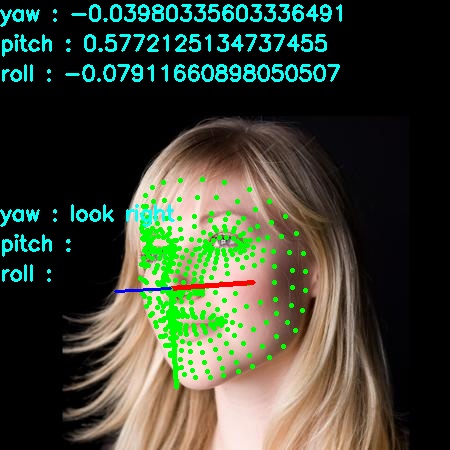 yaw : -0.03980335603336491
pitch : 0.5772125134737455
roll : -0.07911660898050507
yaw : look right
pitch :
roll :